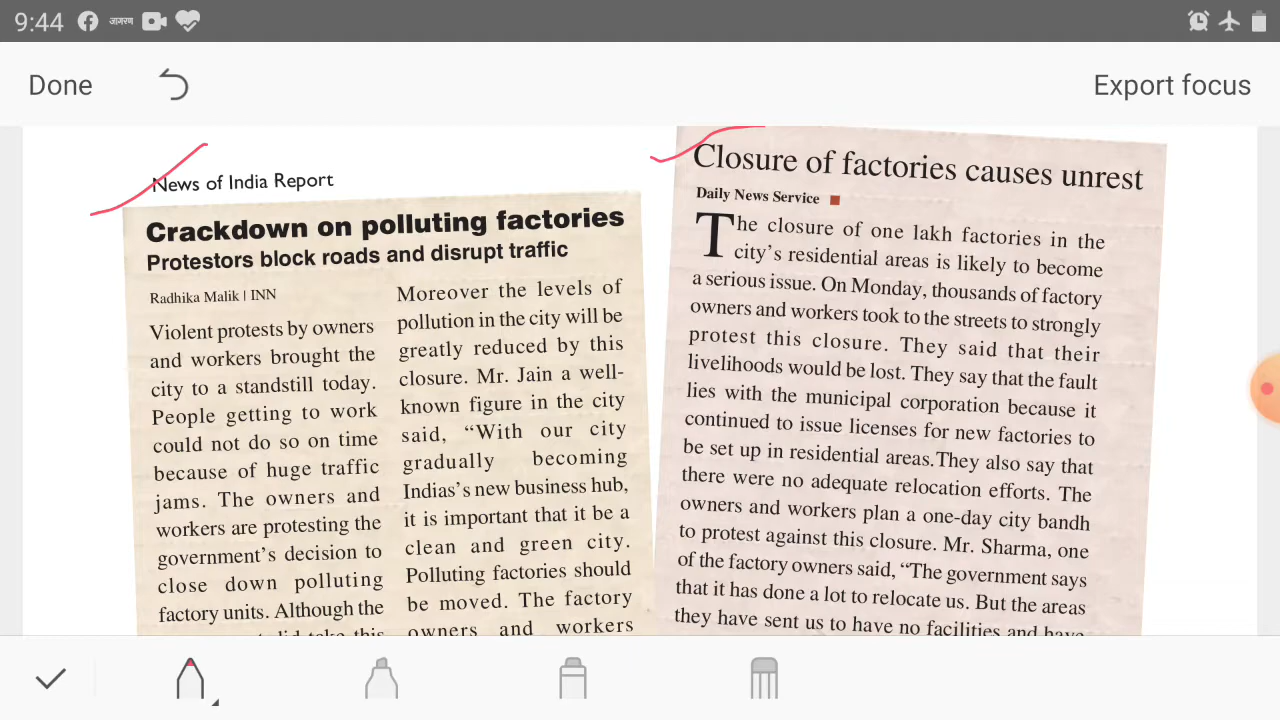 9:44
जागरण
Done
Export focus
News of India Report
Crackdown on polluting factories
Protestors block roads and disrupt traffic
Radhika Malik | INN
Violent protests by owners
and workers brought the
city to a standstill today.
People getting to work
could not do so on time
because of huge traffic
jams. The owners and
workers are protesting the
government's decision to
close down polluting
factory units. Although the
Moreover the levels of
pollution in the city will be
greatly reduced by this
closure. Mr. Jain a well-
known figure in the city
said, “With our city
gradually becoming
Indias's new business hub,
it is important that it be a
clean and green city.
Polluting factories should
be moved. The factory
owners and workers
Closure of factories causes unrest
Daily News Service
The closure of one lakh factories in the
city's residential areas is likely to become
a serious issue. On Monday, thousands of factory
owners and workers took to the streets to strongly
protest this closure. They said that their
livelihoods would be lost. They say that the fault
lies with the municipal corporation because it
continued to issue licenses for new factories to
be set up in residential areas.They also say that
there were no adequate relocation efforts. The
owners and workers plan a one-day city bandh
to protest against this closure. Mr. Sharma, one
of the factory owners said, “The government says
that it has done a lot to relocate us. But the areas
they have sent us to have no facilities and have